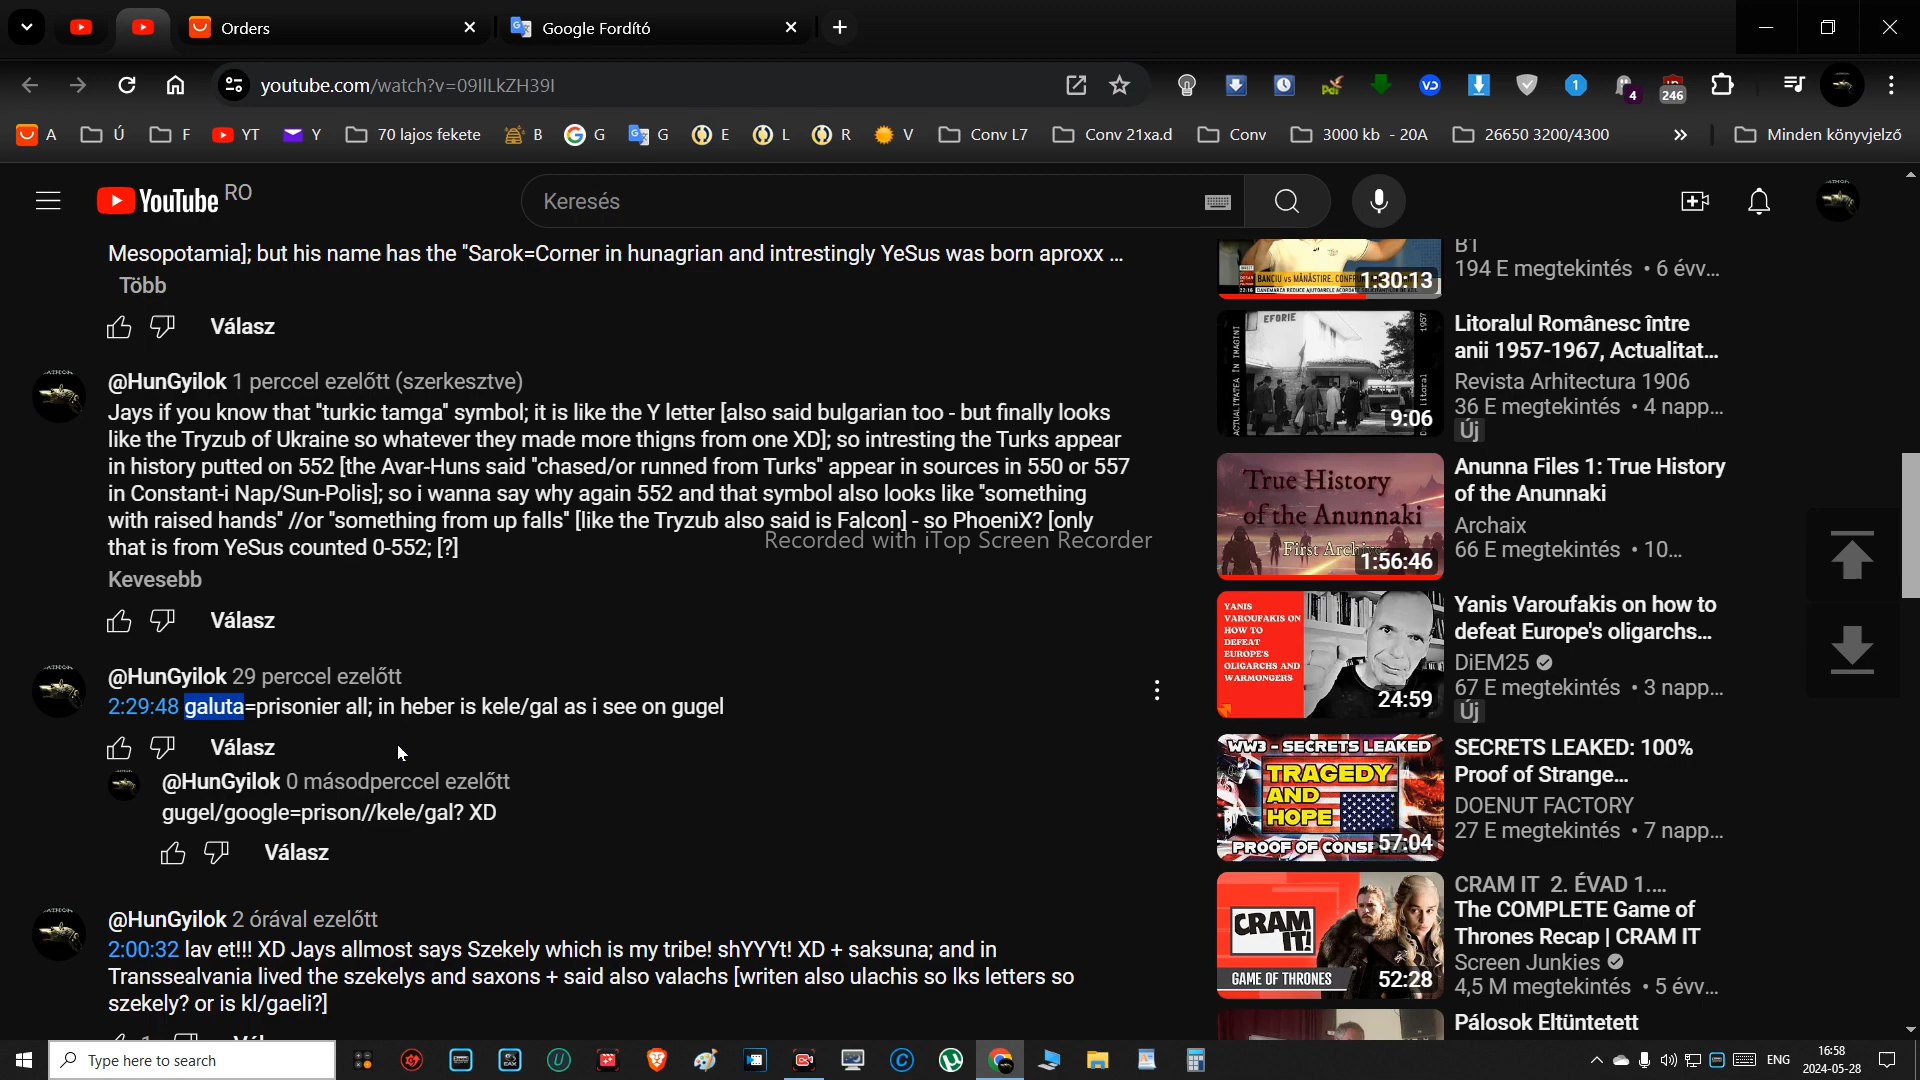 Orders
Google Fordító
youtube.com/watch?v=09IlLkZH39I
4
246
A
Ú
F
YT
Y
70 lajos fekete
B
G
G
E
L
R
V
Conv L7
Conv 21xa.d
Conv
3000 kb - 20A
26650 3200/4300
»
Minden könyvjelző
YouTube RO
Keresés
Mesopotamia]; but his name has the "Sarok=Corner in hunagrian and intrestingly YeSus was born aproxx ...
Több
Válasz
@HunGyilok 1 perccel ezelőtt (szerkesztve)
Jays if you know that "turkic tamga" symbol; it is like the Y letter [also said bulgarian too - but finally looks
like the Tryzub of Ukraine so whatever they made more thigns from one XD]; so intresting the Turks appear
in history putted on 552 [the Avar-Huns said "chased/or runned from Turks" appear in sources in 550 or 557
in Constant-i Nap/Sun-Polis]; so i wanna say why again 552 and that symbol also looks like "something
with raised hands" //or "something from up falls" [like the Tryzub also said is Falcon] - so PhoeniX? [only
that is from YeSus counted 0-552; [?]
Recorded with iTop Screen Recorder
Kevesebb
Válasz
@HunGyilok 29 perccel ezelőtt
2:29:48 galuta=prisonier all; in heber is kele/gal as i see on gugel
Válasz
@HunGyilok 0 másodperccel ezelőtt
gugel/google=prison//kele/gal? XD
Válasz
@HunGyilok 2 órával ezelőtt
2:00:32 lav et!!! XD Jays allmost says Szekely which is my tribe! shYYYt! XD + saksuna; and in
Transsealvania lived the szekelys and saxons + said also valachs [writen also ulachis so lks letters so
szekely? or is kl/gaeli?]
B1
194 E megtekintés • 6 évv...
BANCIU vs MĂNĂSTIRE.
1:30:13
Litoralul Românesc între
anii 1957-1967, Actualitat...
Revista Arhitectura 1906
36 E megtekintés • 4 napp...
Új
EFORIE
1967
ACTUALITATEA ÎN IMAGINI
litoral
9:06
Anunna Files 1: True History
of the Anunnaki
Archaix
66 E megtekintés • 10...
True History
of the Anunnaki
First Archive
1:56:46
Yanis Varoufakis on how to
defeat Europe's oligarchs...
DiEM25
67 E megtekintés • 3 napp...
Új
YANIS
VAROUFAKIS ON
HOW TO
DEFEAT
EUROPE'S
OLIGARCHS AND
WARMONGERS
24:59
SECRETS LEAKED: 100%
Proof of Strange...
DOENUT FACTORY
27 E megtekintés • 7 napp...
WW3 - SECRETS LEAKED
TRAGEDY
AND
HOPE
PROOF OF CONSPIRACY
57:04
CRAM IT 2. ÉVAD 1....
The COMPLETE Game of
Thrones Recap | CRAM IT
Screen Junkies
4,5 M megtekintés • 5 évv...
CRAM
IT!
GAME OF THRONES
52:28
Pálosok Eltüntetett
Type here to search
ENG
16:58
2024-05-28